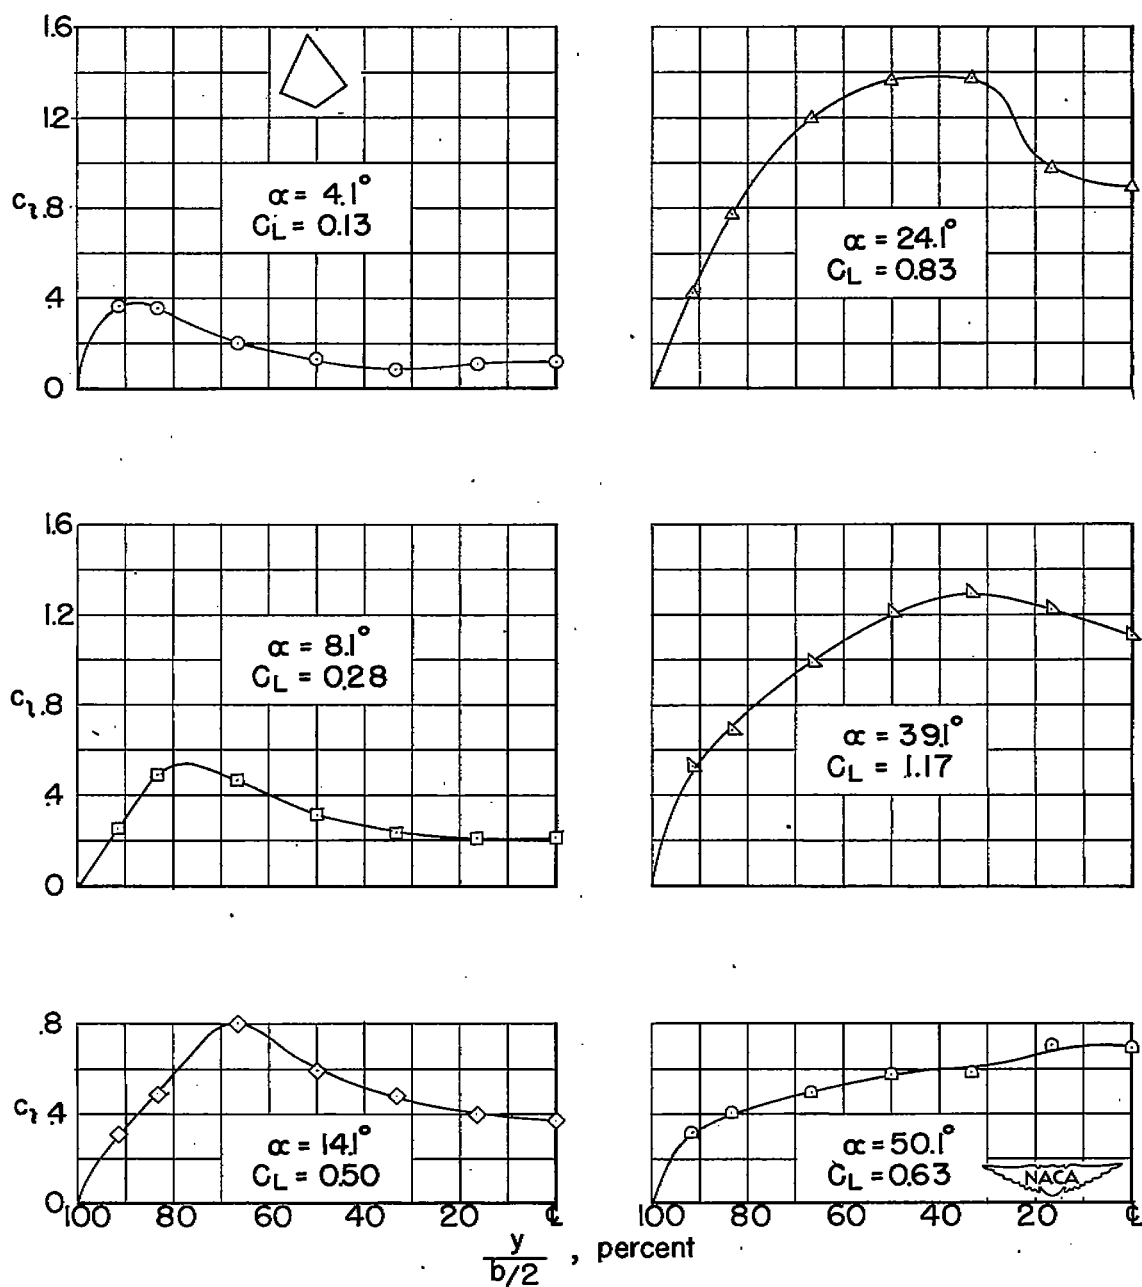 1.6
1.2
c_l .8
.4
0
α = 4.1°
C_L = 0.13
α = 24.1°
C_L = 0.83
1.6
1.2
c_l .8
.4
0
α = 8.1°
C_L = 0.28
α = 39.1°
C_L = 1.17
.8
c_l .4
0
α = 14.1°
C_L = 0.50
α = 50.1°
C_L = 0.63
NACA
100 80 60 40 20 ℄
100 80 60 40 20 ℄
y
b/2 , percent